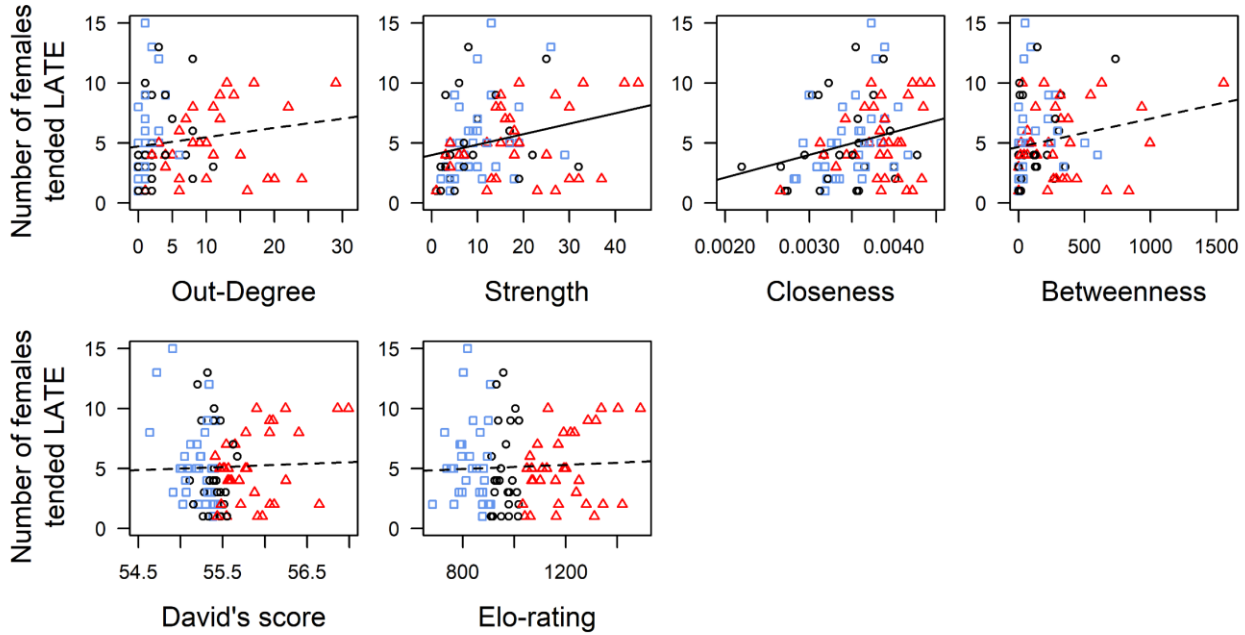 Number of females
tended LATE
15
10
5
0
0 5 10 20 30
Out-Degree
15
10
5
0
0 10 20 30 40
Strength
15
10
5
0
0.0020 0.0030 0.0040
Closeness
15
10
5
0
0 500 1500
Betweenness
Number of females
tended LATE
15
10
5
0
54.5 55.5 56.5
David's score
15
10
5
0
800 1200
Elo-rating